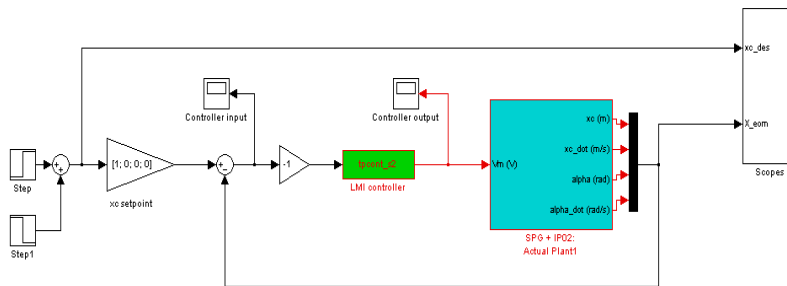 xc_des
Controller input
Controller output
xc (m)
X_eom
+
+
[1; 0; 0; 0]
+
-
-1
tpcont_s2
Vm (V)
xc_dot (m/s)
Step
LMI controller
alpha (rad)
Scopes
xc setpoint
alpha_dot (rad/s)
Step1
SPG + IP02:
Actual Plant1